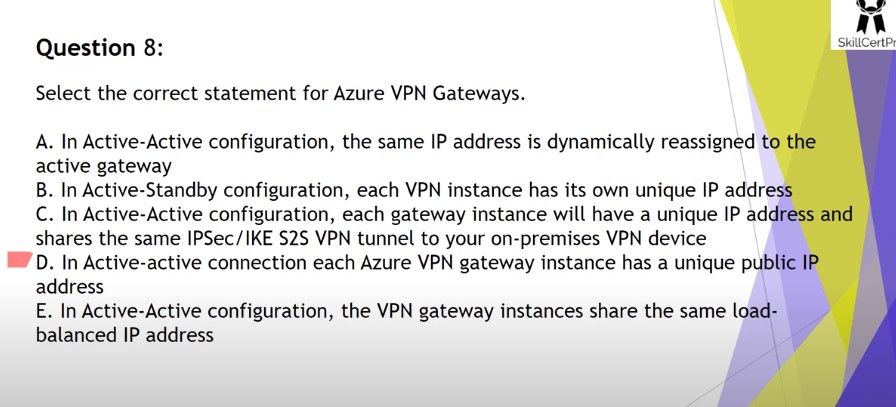 SkillCertPr
Question 8:
Select the correct statement for Azure VPN Gateways.
A. In Active-Active configuration, the same IP address is dynamically reassigned to the
active gateway
B. In Active-Standby configuration, each VPN instance has its own unique IP address
C. In Active-Active configuration, each gateway instance will have a unique IP address and
shares the same IPSec/IKE S2S VPN tunnel to your on-premises VPN device
D. In Active-active connection each Azure VPN gateway instance has a unique public IP
address
E. In Active-Active configuration, the VPN gateway instances share the same load-
balanced IP address